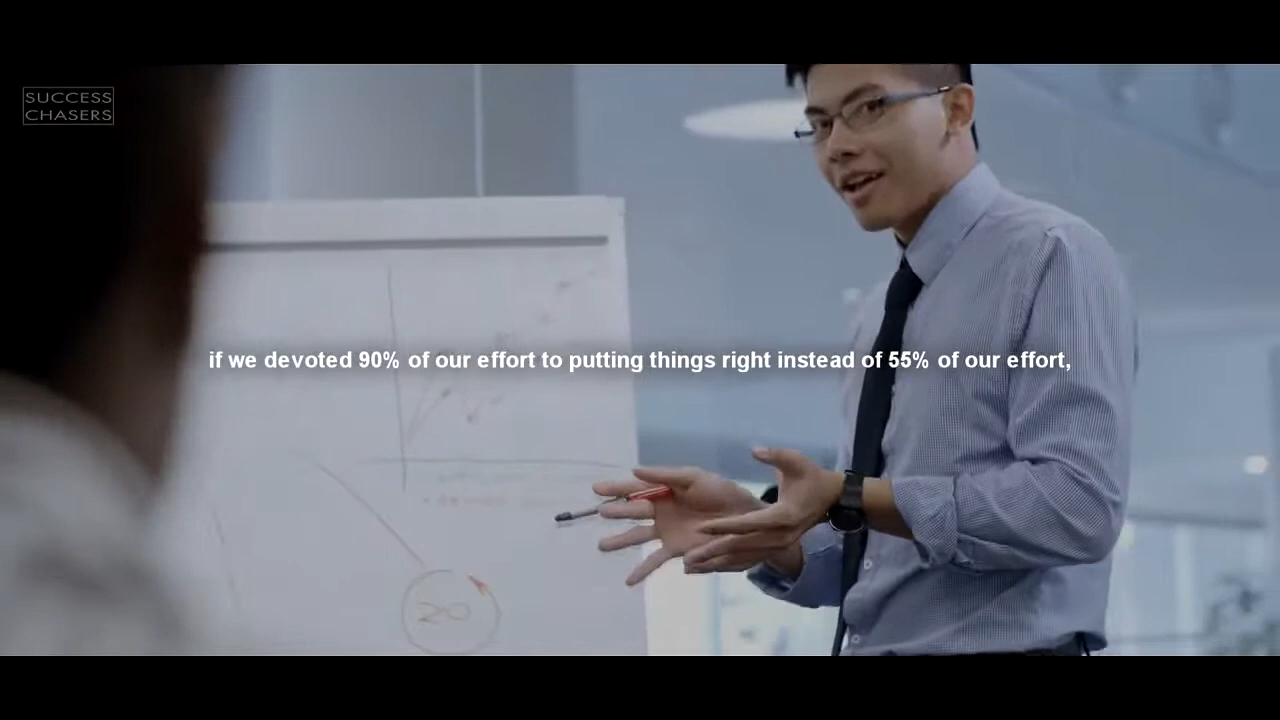 SUCCESS
CHASERS
if we devoted 90% of our effort to putting things right instead of 55% of our effort,
20